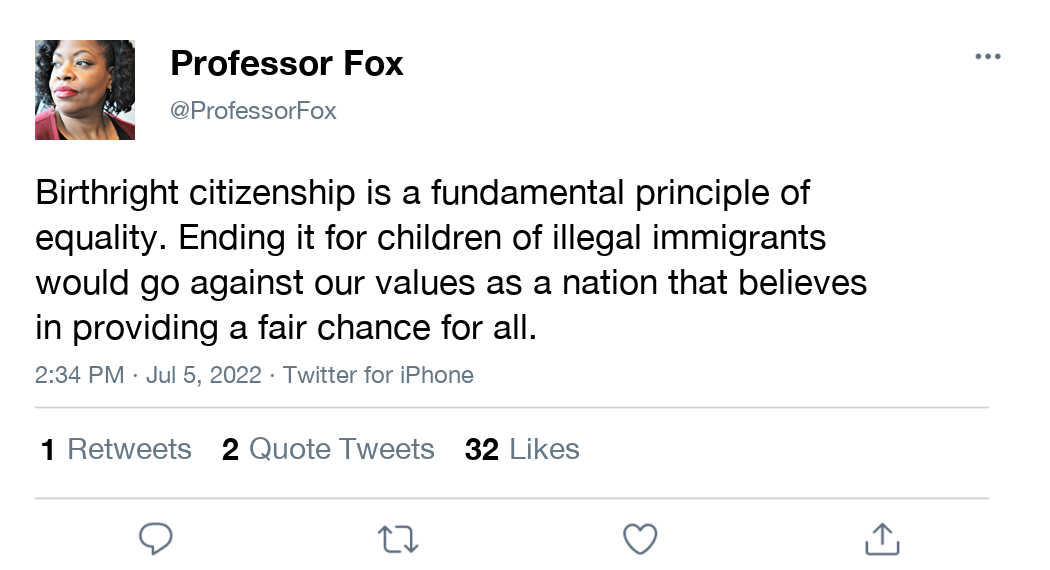 Professor Fox
@ProfessorFox
Birthright citizenship is a fundamental principle of
equality. Ending it for children of illegal immigrants
would go against our values as a nation that believes
in providing a fair chance for all.
2:34 PM · Jul 5, 2022 · Twitter for iPhone
1 Retweets 2 Quote Tweets 32 Likes